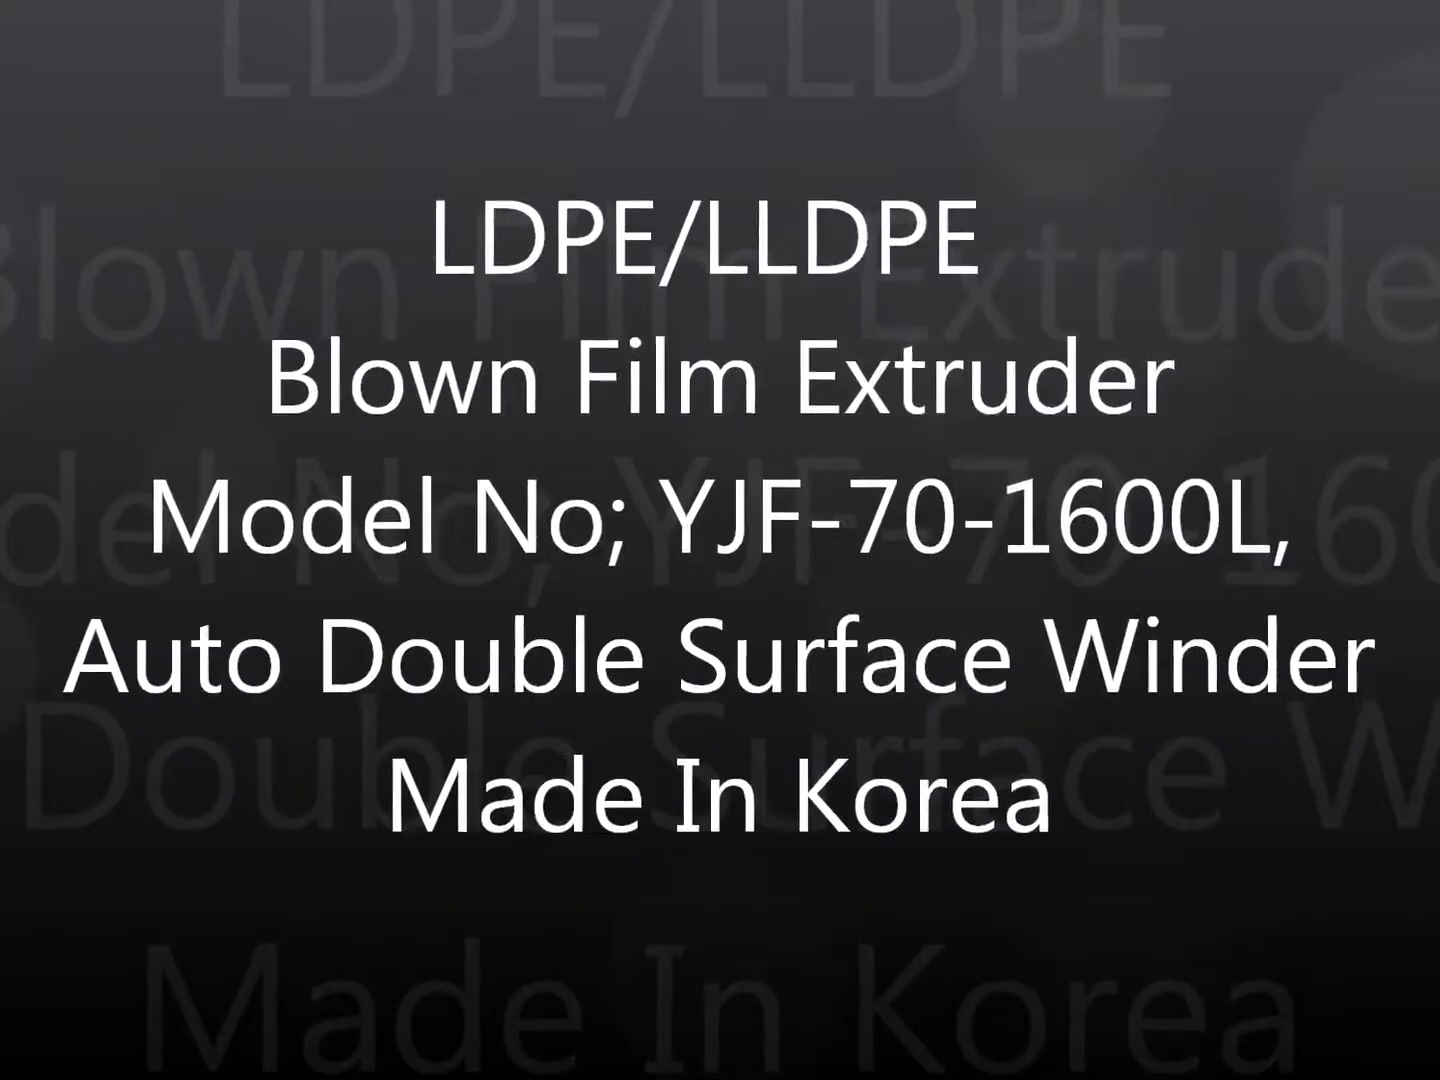 LDPE/LLDPE
Blown Film Extruder
Model No; YJF-70-1600L,
Auto Double Surface Winder
Made In Korea